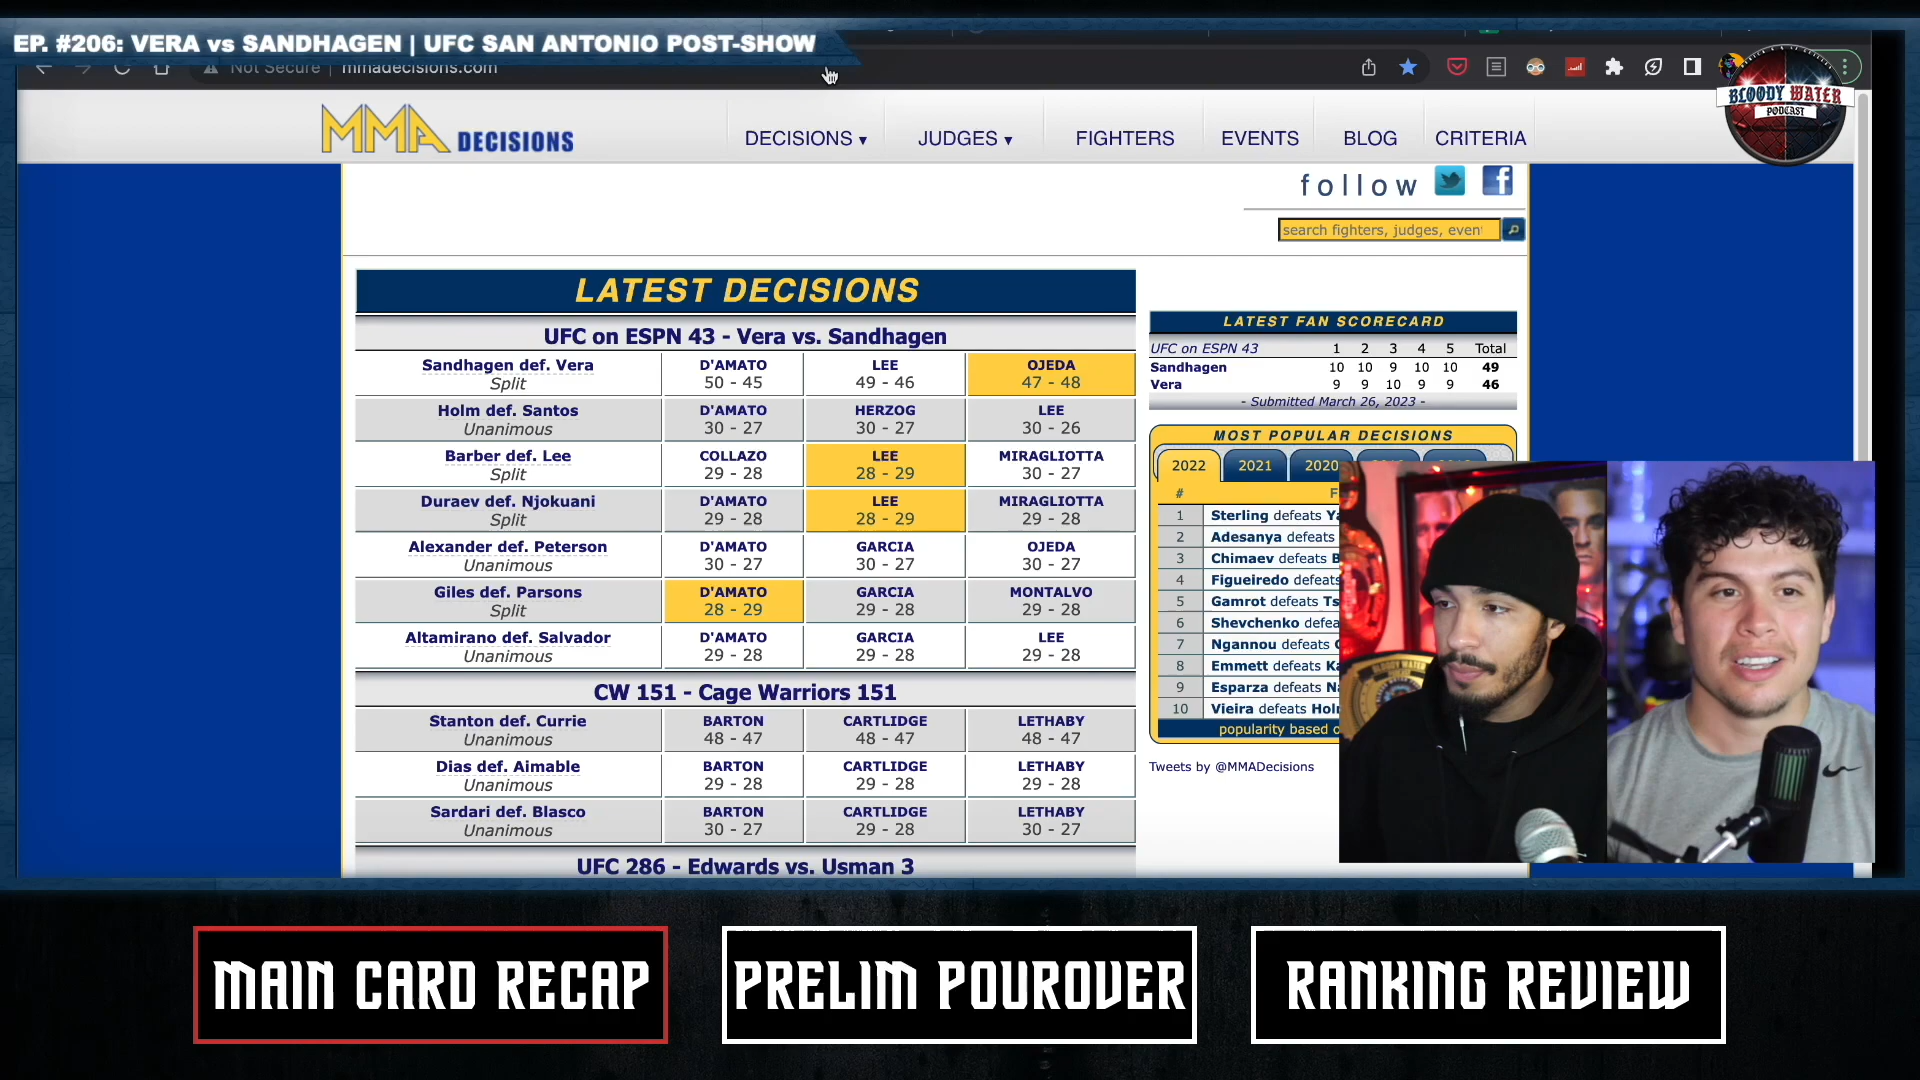 EP. #206: VERA vs SANDHAGEN | UFC SAN ANTONIO POST-SHOW
Not Secure | mmadecisions.com
BLOODY WATER
PODCAST
MMA DECISIONS
DECISIONS ▾ JUDGES ▾ FIGHTERS EVENTS BLOG CRITERIA
follow
search fighters, judges, even
LATEST DECISIONS
UFC on ESPN 43 - Vera vs. Sandhagen
Sandhagen def. Vera D'AMATO LEE OJEDA
Split 50 - 45 49 - 46 47 - 48
Holm def. Santos D'AMATO HERZOG LEE
Unanimous 30 - 27 30 - 27 30 - 26
Barber def. Lee COLLAZO LEE MIRAGLIOTTA
Split 29 - 28 28 - 29 30 - 27
Duraev def. Njokuani D'AMATO LEE MIRAGLIOTTA
Split 29 - 28 28 - 29 29 - 28
Alexander def. Peterson D'AMATO GARCIA OJEDA
Unanimous 30 - 27 30 - 27 30 - 27
Giles def. Parsons D'AMATO GARCIA MONTALVO
Split 28 - 29 29 - 28 29 - 28
Altamirano def. Salvador D'AMATO GARCIA LEE
Unanimous 29 - 28 29 - 28 29 - 28
CW 151 - Cage Warriors 151
Stanton def. Currie BARTON CARTLIDGE LETHABY
Unanimous 48 - 47 48 - 47 48 - 47
Dias def. Aimable BARTON CARTLIDGE LETHABY
Unanimous 29 - 28 29 - 28 29 - 28
Sardari def. Blasco BARTON CARTLIDGE LETHABY
Unanimous 30 - 27 29 - 28 30 - 27
UFC 286 - Edwards vs. Usman 3
LATEST FAN SCORECARD
UFC on ESPN 43 1 2 3 4 5 Total
Sandhagen 10 10 9 10 10 49
Vera 9 9 10 9 9 46
- Submitted March 26, 2023 -
MOST POPULAR DECISIONS
2022 2021 2020
# F
1 Sterling defeats Ya
2 Adesanya defeats
3 Chimaev defeats B
4 Figueiredo defeats
5 Gamrot defeats Ts
6 Shevchenko defea
7 Ngannou defeats
8 Emmett defeats Ka
9 Esparza defeats Na
10 Vieira defeats Hol
popularity based o
Tweets by @MMADecisions
MAIN CARD RECAP
PRELIM POUROVER
RANKING REVIEW